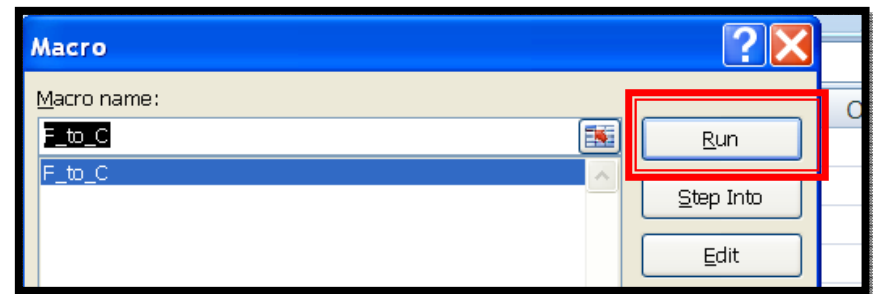 Macro
Macro name:
F_to_C
Run
F_to_C
Step Into
Edit